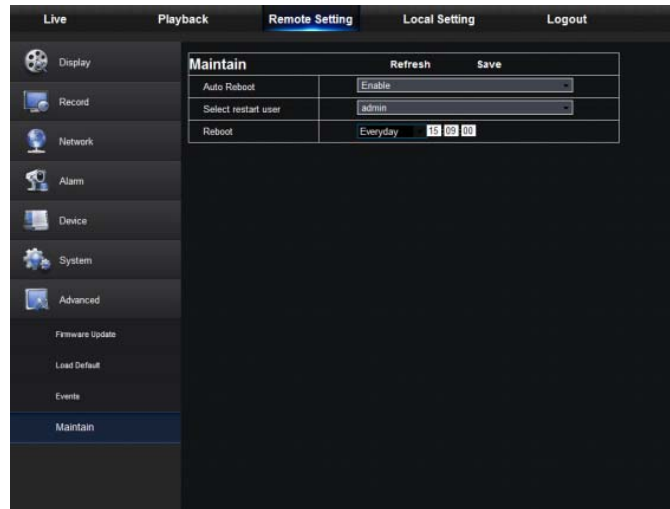 Live Playback Remote Setting Local Setting Logout
Display
Record
Network
Alarm
Device
System
Advanced
Firmware Update
Load Default
Events
Maintain
Maintain Refresh Save
Auto Reboot Enable
Select restart user admin
Reboot Everyday 15:09:00